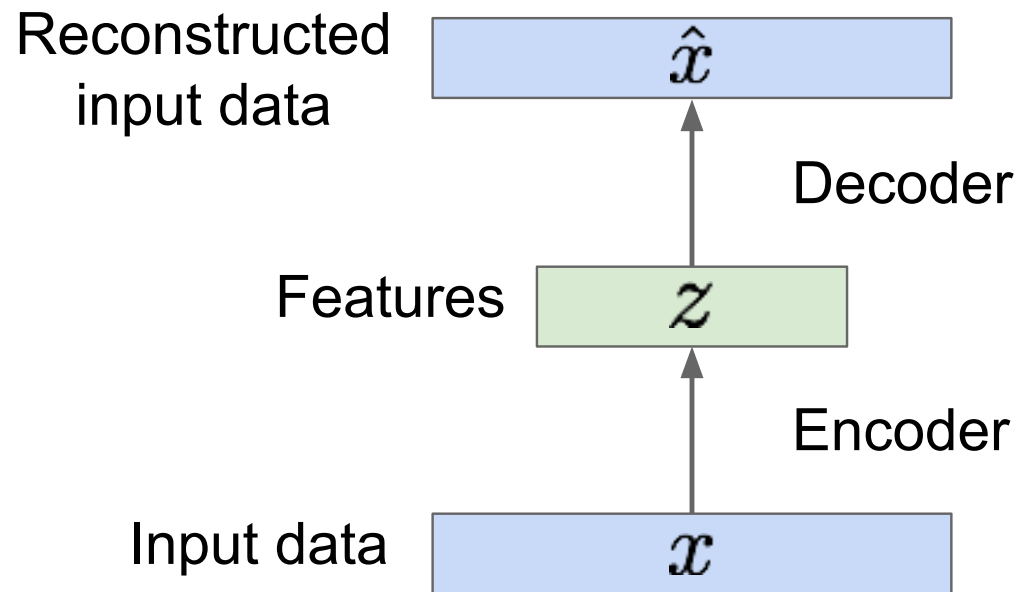 Reconstructed
input data
x̂
Decoder
Features
z
Encoder
Input data
x